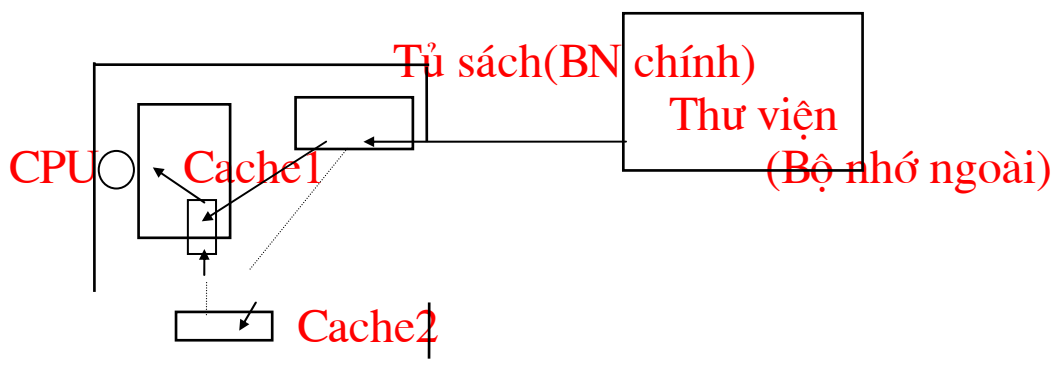 Tủ sách(BN chính)
Thư viện
CPU
Cache1
(Bộ nhớ ngoài)
Cache2